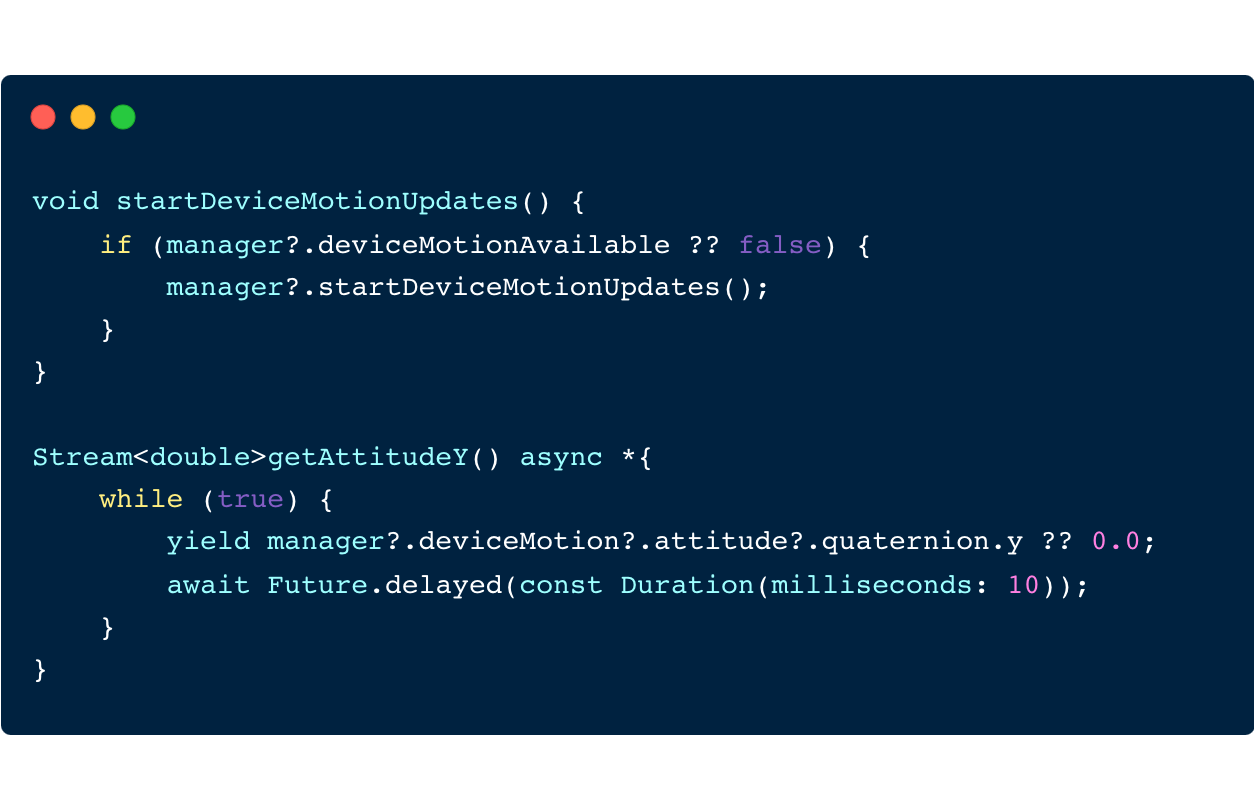 void startDeviceMotionUpdates() {
    if (manager?.deviceMotionAvailable ?? false) {
        manager?.startDeviceMotionUpdates();
    }
}

Stream<double>getAttitudeY() async *{
    while (true) {
        yield manager?.deviceMotion?.attitude?.quaternion.y ?? 0.0;
        await Future.delayed(const Duration(milliseconds: 10));
    }
}